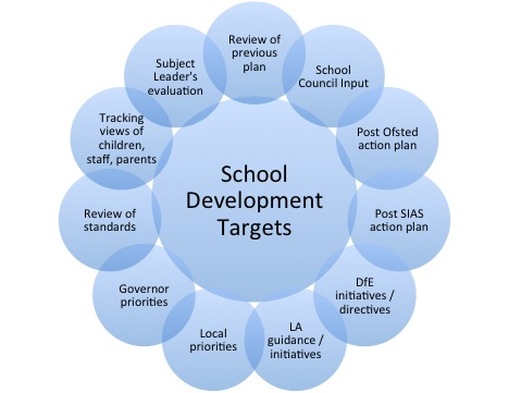 School
Development
Targets
Review of
previous
plan
School
Council Input
Post Ofsted
action plan
Post SIAS
action plan
DfE
initiatives /
directives
LA
guidance /
initiatives
Local
priorities
Governor
priorities
Review of
standards
Tracking
views of
children,
staff, parents
Subject
Leader's
evaluation